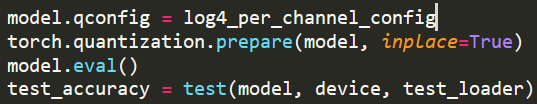 model.qconfig = log4_per_channel_config
torch.quantization.prepare(model, inplace=True)
model.eval()
test_accuracy = test(model, device, test_loader)